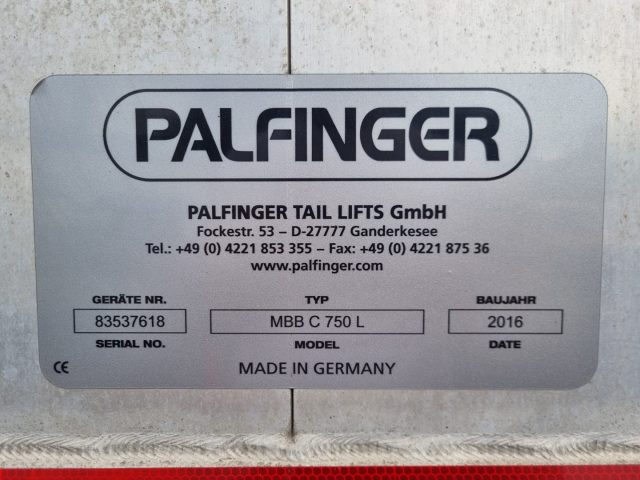 PALFINGER
PALFINGER TAIL LIFTS GmbH
Fockestr. 53 – D-27777 Ganderkesee
Tel.: +49 (0) 4221 853 355 – Fax: +49 (0) 4221 875 36
www.palfinger.com
GERÄTE NR. TYP BAUJAHR
83537618 MBB C 750 L 2016
SERIAL NO. MODEL DATE
CE MADE IN GERMANY